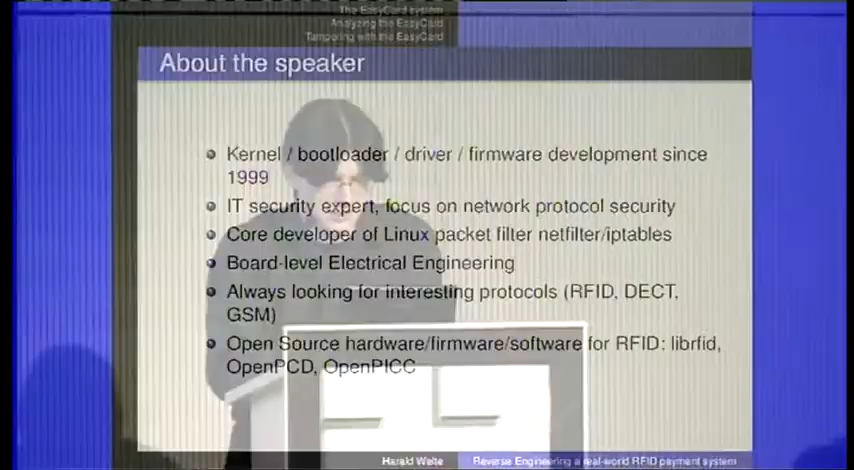 The EasyCard system
Analyzing the EasyCard
Tampering with the EasyCard
About the speaker
Kernel / bootloader / driver / firmware development since
1999
IT security expert, focus on network protocol security
Core developer of Linux packet filter netfilter/iptables
Board-level Electrical Engineering
Always looking for interesting protocols (RFID, DECT,
GSM)
Open Source hardware/firmware/software for RFID: librfid,
OpenPCD, OpenPICC
Harald Welte Reverse Engineering a real-world RFID payment system